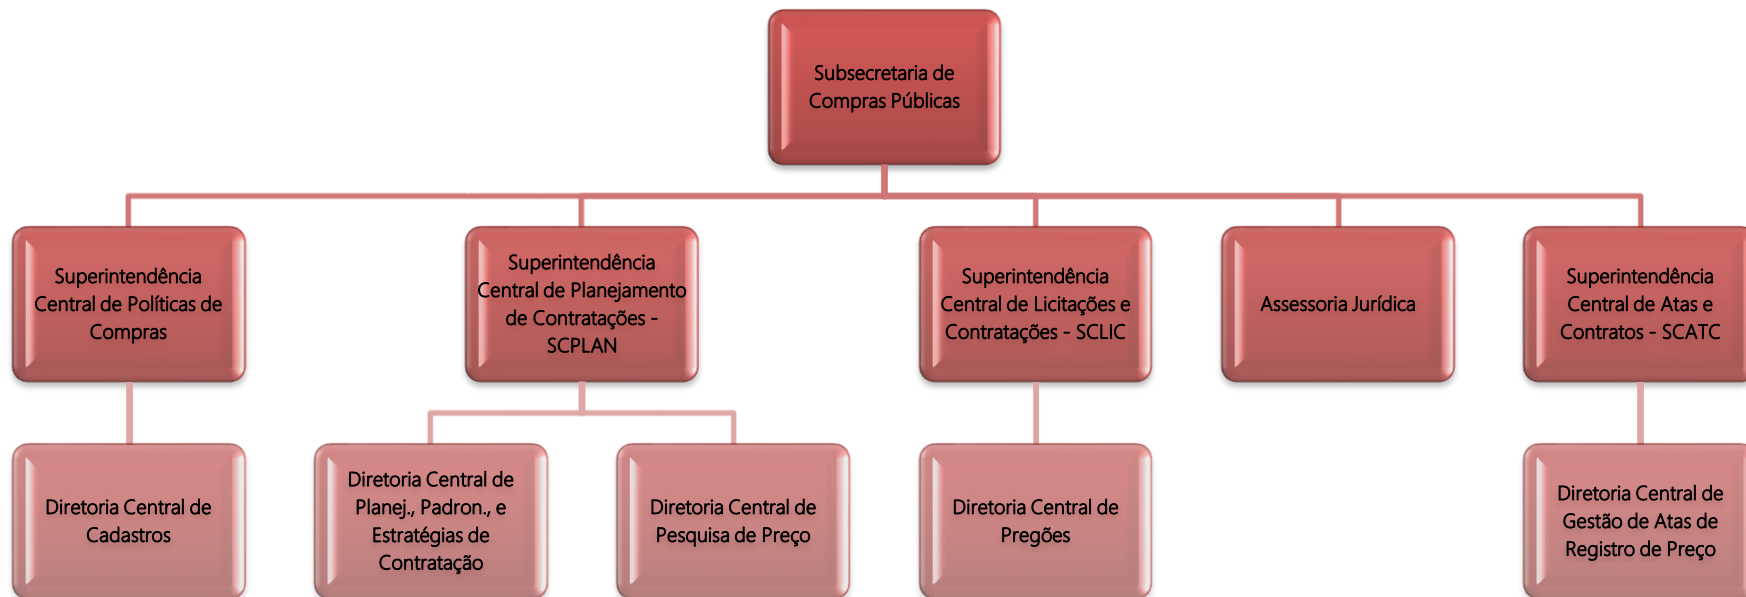 Subsecretaria de
Compras Públicas
Superintendência
Central de Políticas de
Compras
Superintendência
Central de Planejamento
de Contratações -
SCPLAN
Superintendência
Central de Licitações e
Contratações - SCLIC
Assessoria Jurídica
Superintendência
Central de Atas e
Contratos - SCATC
Diretoria Central de
Cadastros
Diretoria Central de
Planej., Padron., e
Estratégias de
Contratação
Diretoria Central de
Pesquisa de Preço
Diretoria Central de
Pregões
Diretoria Central de
Gestão de Atas de
Registro de Preço